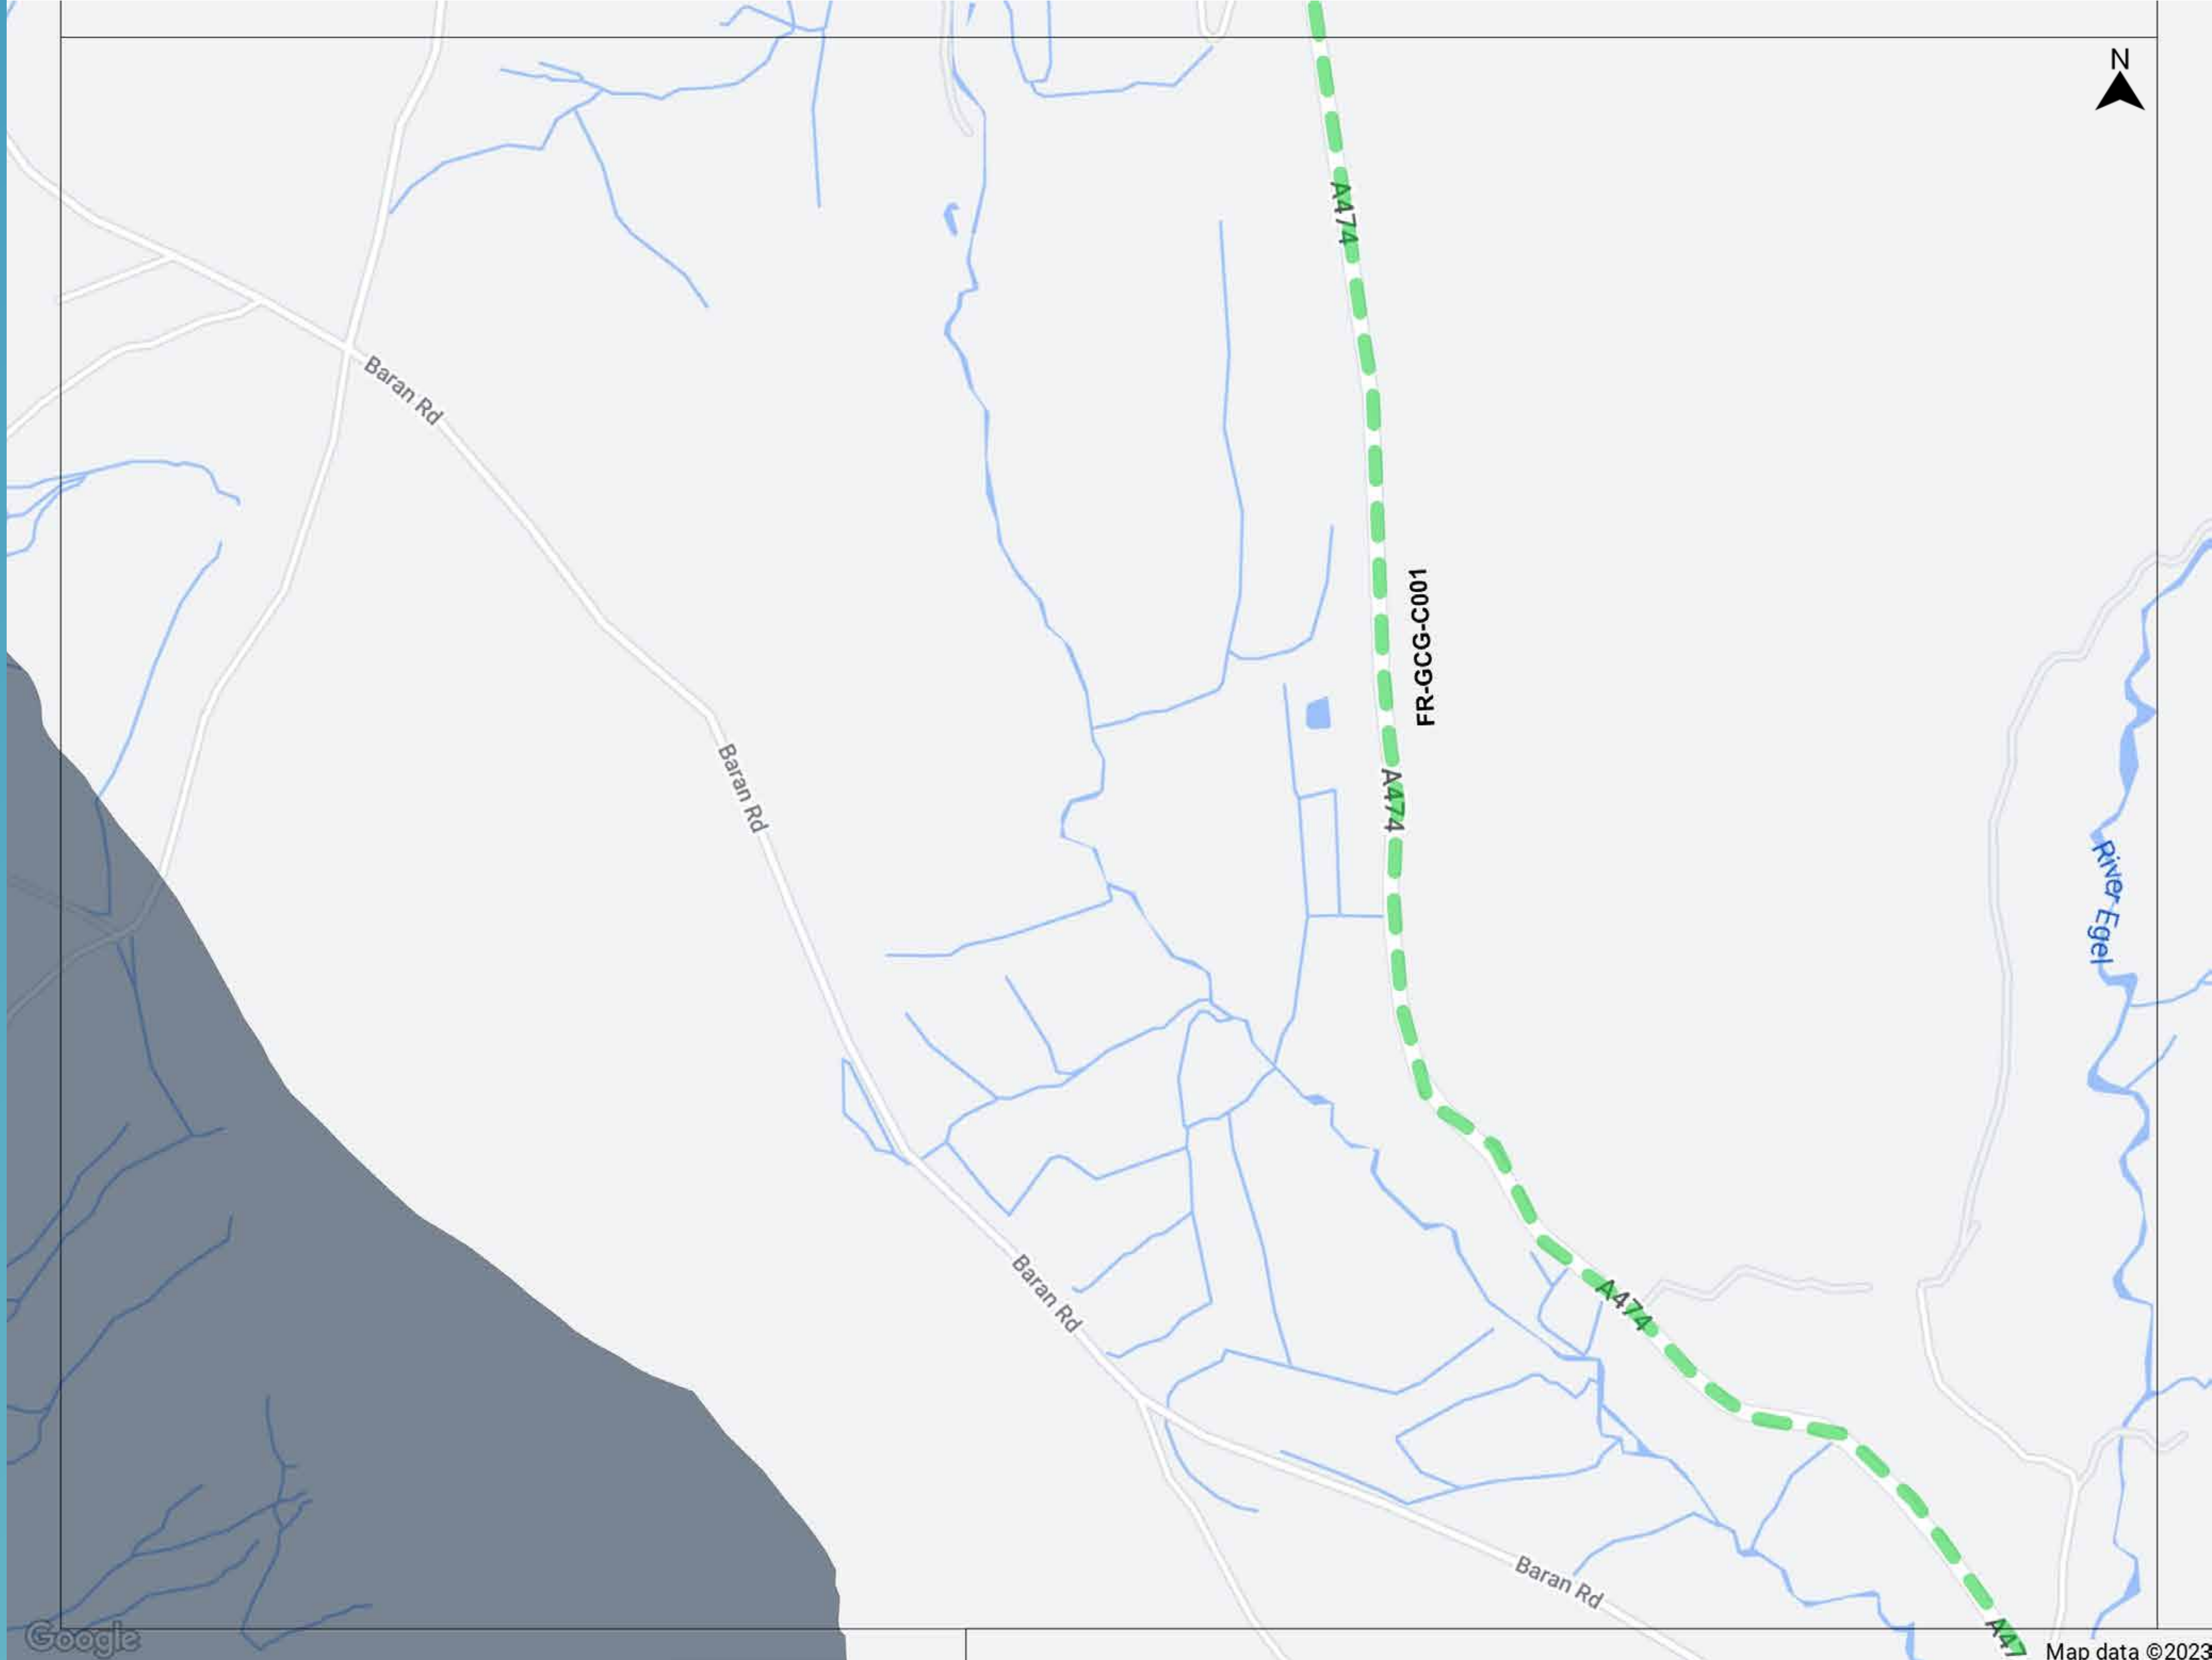 N
A474
Baran Rd
FR-GCG-C001
Baran Rd
A474
River Egel
Baran Rd
A474
Baran Rd
A47
Google
Map data ©2023